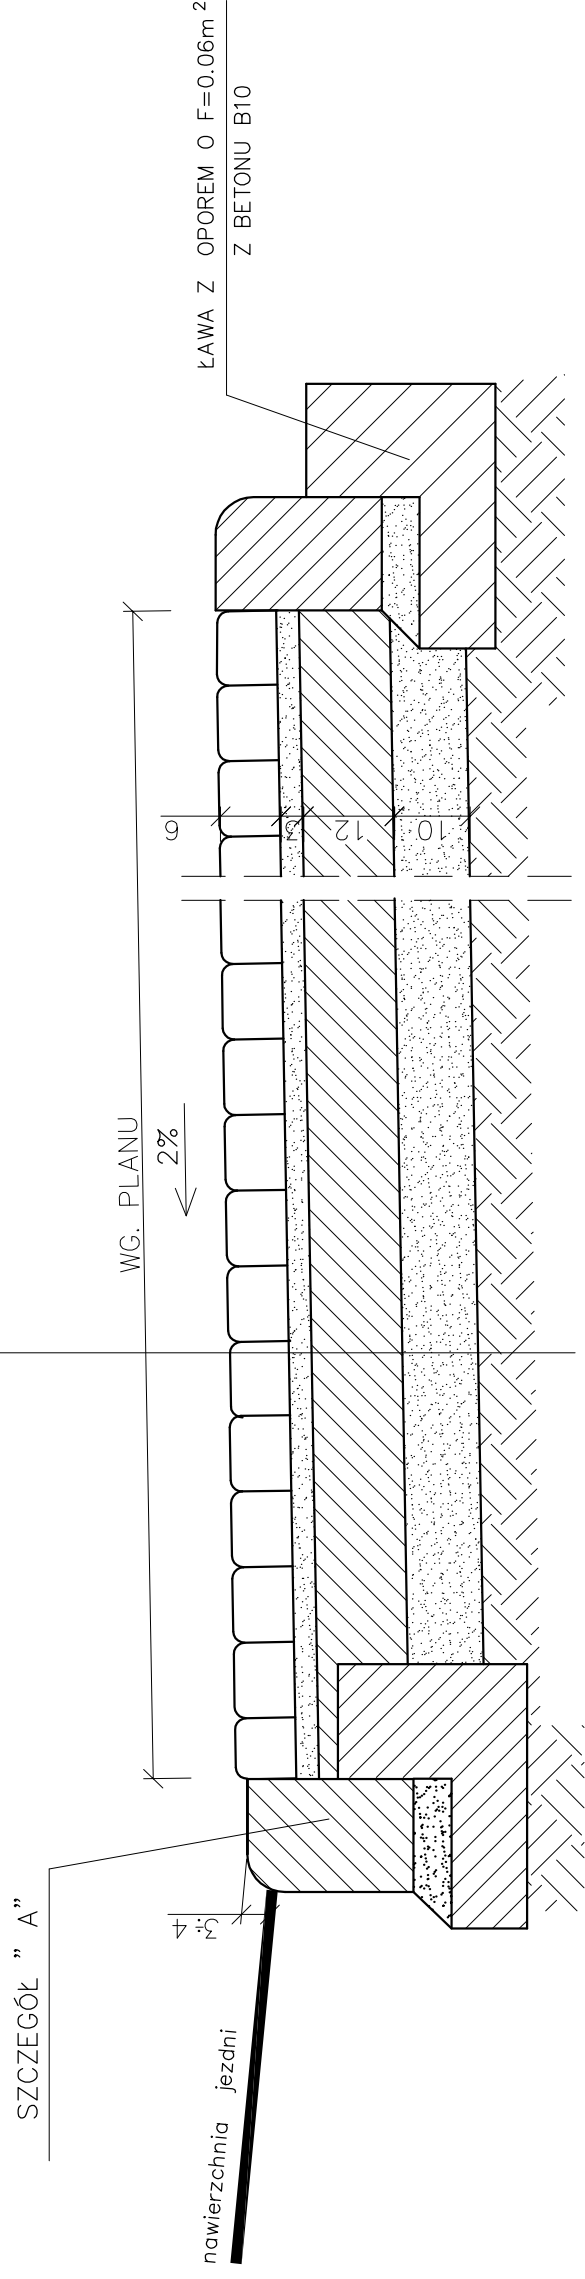 SZCZEGÓŁ " A"
nawierzchnia jezdni
3÷4
WG. PLANU
2%
6
3
12
10
ŁAWA Z OPOREM O F=0.06m²
Z BETONU B10